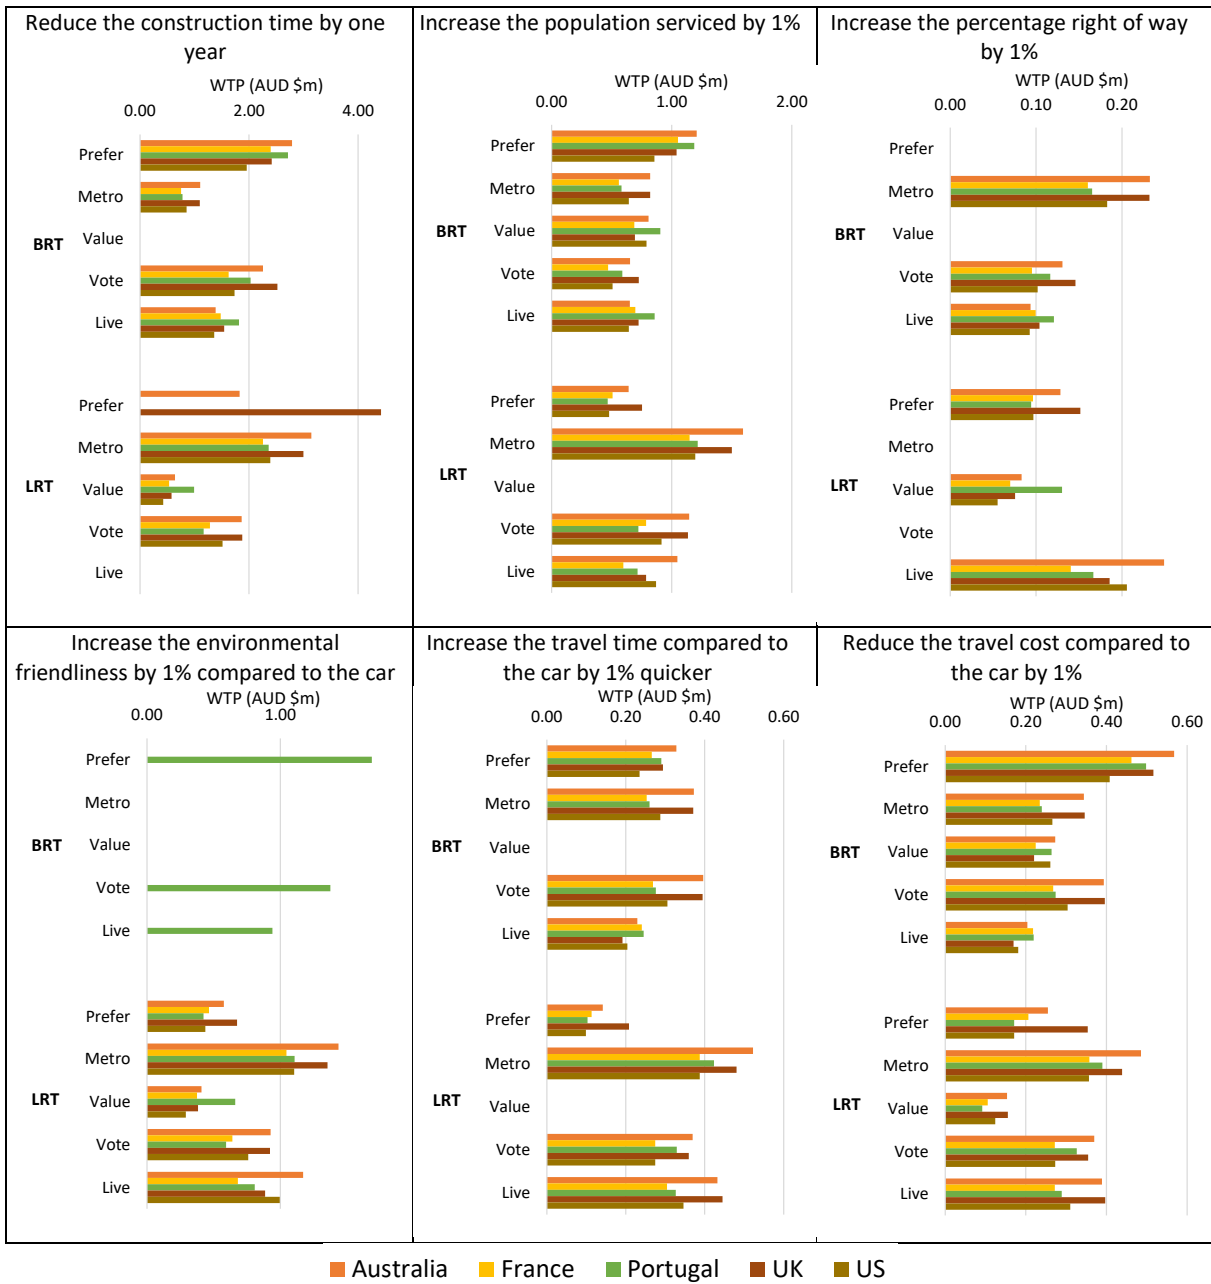 Reduce the construction time by one
year
WTP (AUD $m)
0.00 2.00 4.00
Prefer
Metro
BRT Value
Vote
Live
Prefer
Metro
LRT Value
Vote
Live
Increase the population serviced by 1%
WTP (AUD $m)
0.00 1.00 2.00
Prefer
Metro
BRT Value
Vote
Live
Prefer
Metro
LRT Value
Vote
Live
Increase the percentage right of way
by 1%
WTP (AUD $m)
0.00 0.10 0.20
Prefer
Metro
BRT Value
Vote
Live
Prefer
Metro
LRT Value
Vote
Live
Increase the environmental
friendliness by 1% compared to the car
WTP (AUD $m)
0.00 1.00
Prefer
Metro
BRT Value
Vote
Live
Prefer
Metro
LRT Value
Vote
Live
Increase the travel time compared to
the car by 1% quicker
WTP (AUD $m)
0.00 0.20 0.40 0.60
Prefer
Metro
BRT Value
Vote
Live
Prefer
Metro
LRT Value
Vote
Live
Reduce the travel cost compared to
the car by 1%
WTP (AUD $m)
0.00 0.20 0.40 0.60
Prefer
Metro
BRT Value
Vote
Live
Prefer
Metro
LRT Value
Vote
Live
Australia France Portugal UK US